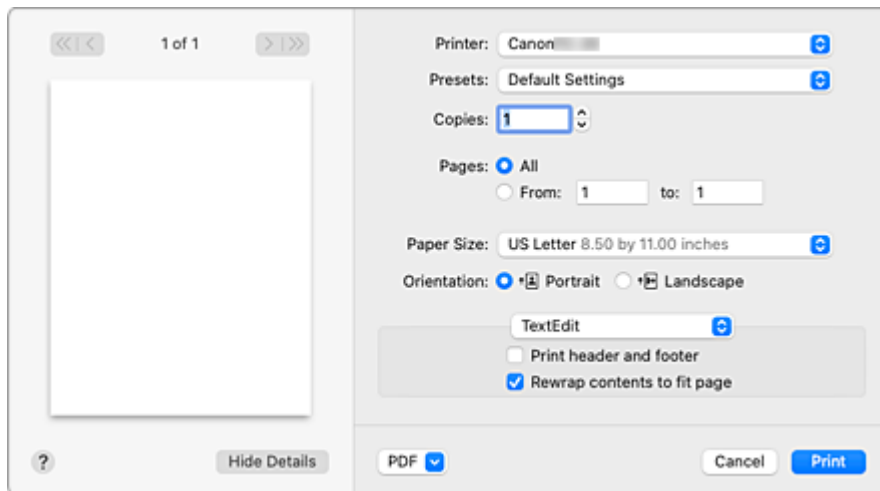 1 of 1
Printer: Canon
Presets: Default Settings
Copies: 1
Pages: All
From: 1 to: 1
Paper Size: US Letter 8.50 by 11.00 inches
Orientation: Portrait Landscape
TextEdit
Print header and footer
Rewrap contents to fit page
? Hide Details PDF Cancel Print